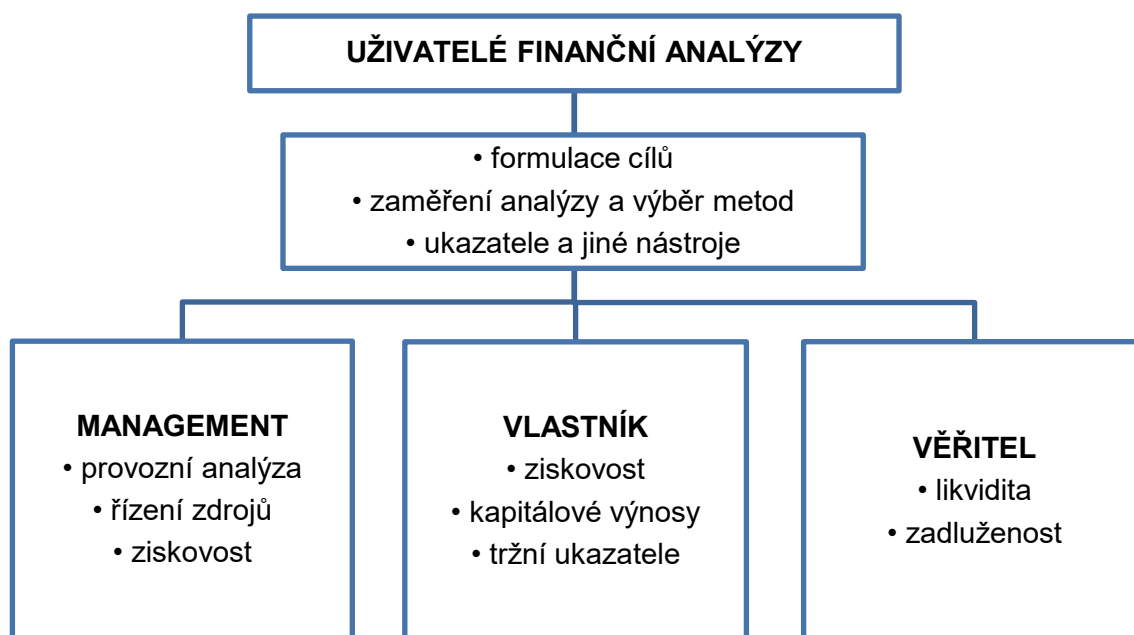 UŽIVATELÉ FINANČNÍ ANALÝZY
• formulace cílů
• zaměření analýzy a výběr metod
• ukazatele a jiné nástroje
MANAGEMENT
• provozní analýza
• řízení zdrojů
• ziskovost
VLASTNÍK
• ziskovost
• kapitálové výnosy
• tržní ukazatele
VĚŘITEL
• likvidita
• zadluženost